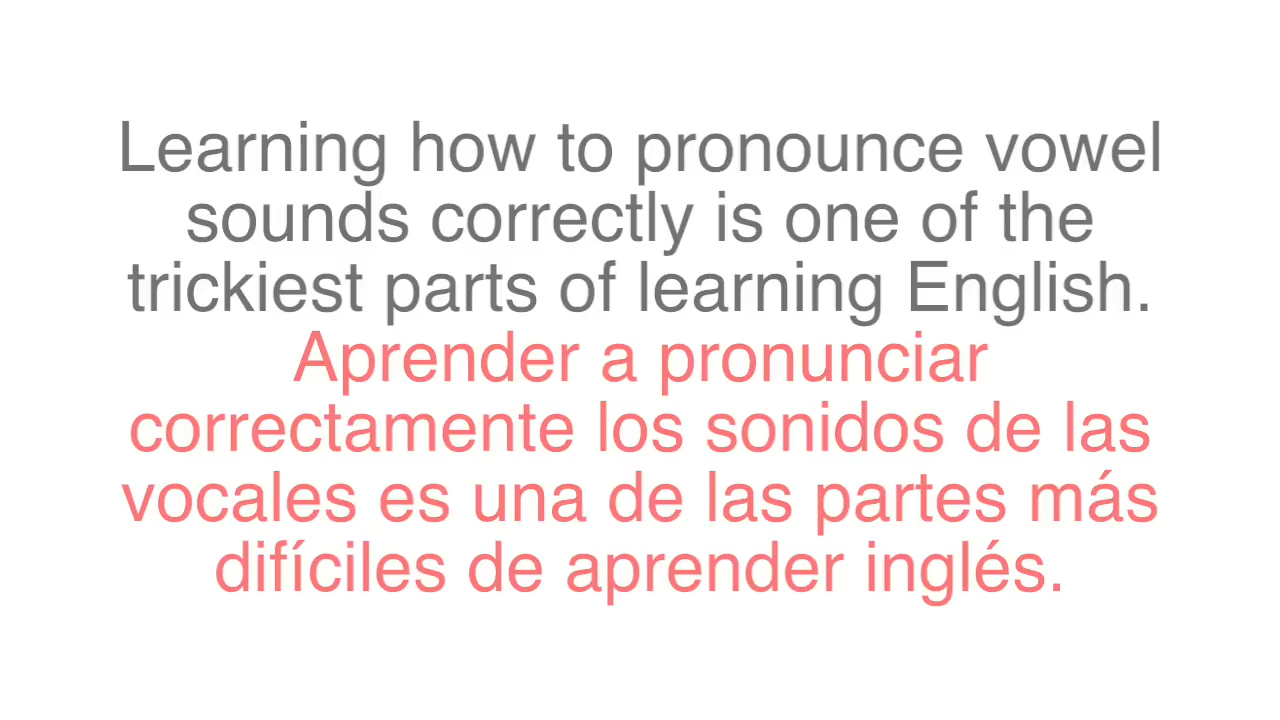 Learning how to pronounce vowel
sounds correctly is one of the
trickiest parts of learning English.
Aprender a pronunciar
correctamente los sonidos de las
vocales es una de las partes más
difíciles de aprender inglés.